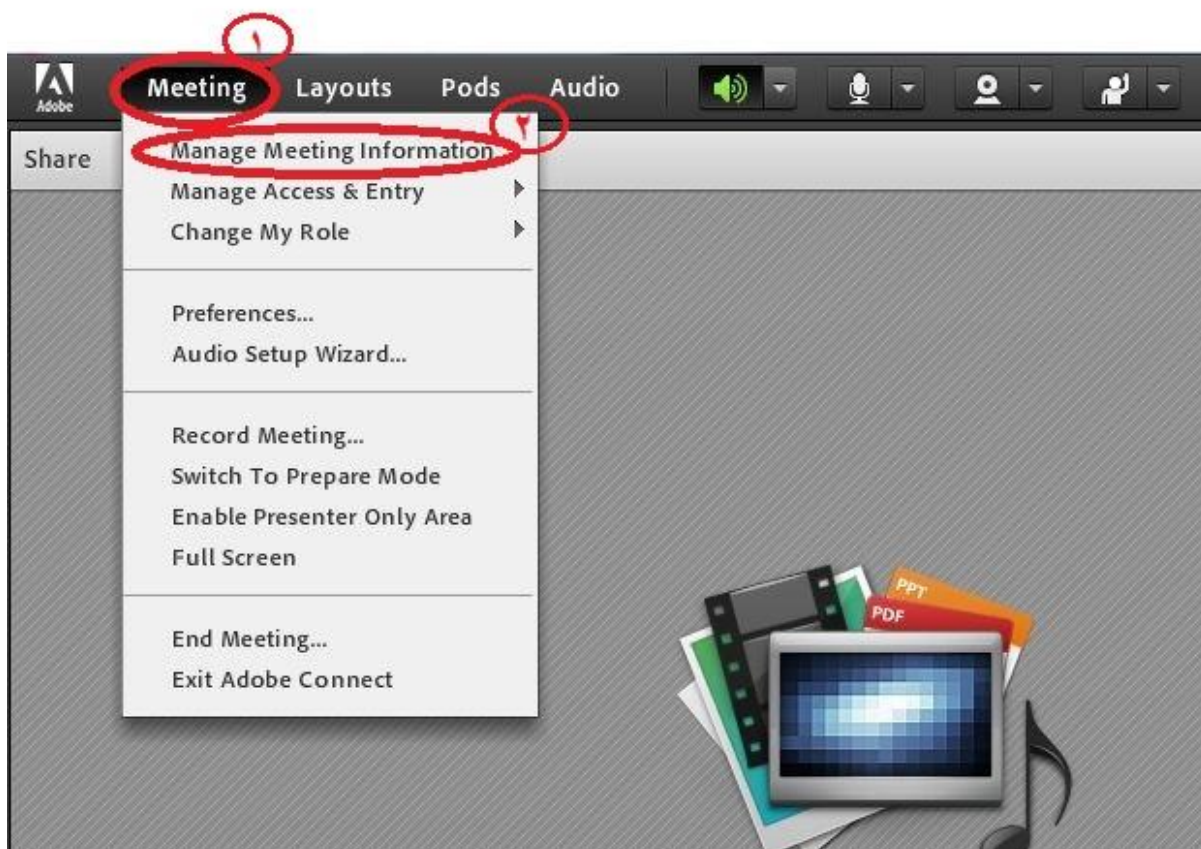 ۱
Adobe
Meeting Layouts Pods Audio
۲
Share
Manage Meeting Information
Manage Access & Entry
Change My Role
Preferences...
Audio Setup Wizard...
Record Meeting...
Switch To Prepare Mode
Enable Presenter Only Area
Full Screen
End Meeting...
Exit Adobe Connect
PPT
PDF